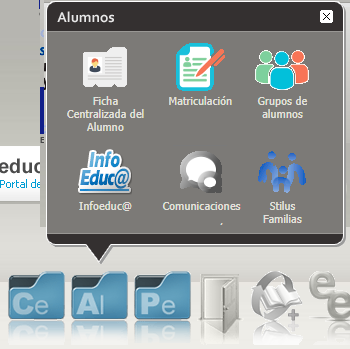 Alumnos
Ficha
Centralizada del
Alumno
Matriculación
Grupos de
alumnos
Info
Educ@
Infoeduc@
Comunicaciones
Stilus
Familias
educ
Portal de
Ce
Al
Pe
ee